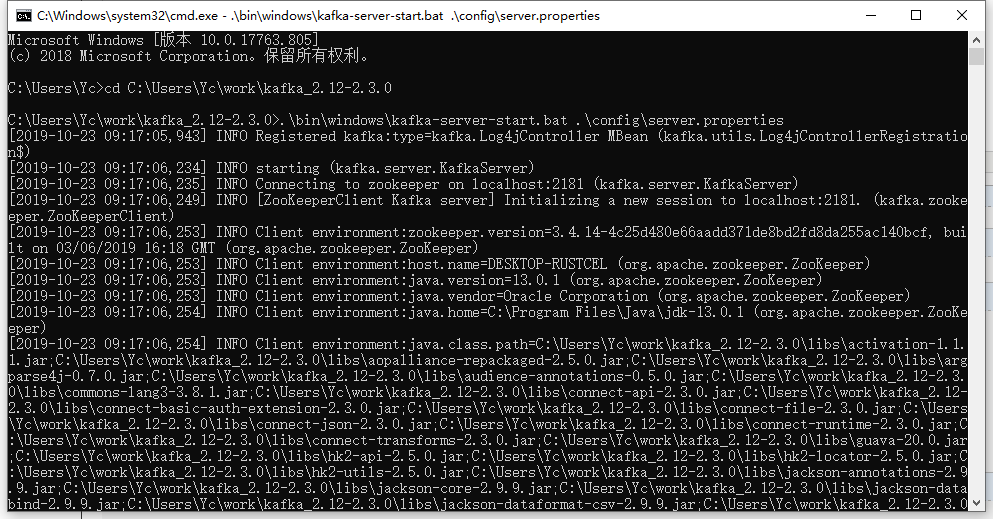 C:\Windows\system32\cmd.exe - .\bin\windows\kafka-server-start.bat .\config\server.properties
Microsoft Windows [版本 10.0.17763.805]
(c) 2018 Microsoft Corporation。保留所有权利。
C:\Users\Yc>cd C:\Users\Yc\work\kafka_2.12-2.3.0
C:\Users\Yc\work\kafka_2.12-2.3.0>.\bin\windows\kafka-server-start.bat .\config\server.properties
[2019-10-23 09:17:05,943] INFO Registered kafka:type=kafka.Log4jController MBean (kafka.utils.Log4jControllerRegistratio
n$)
[2019-10-23 09:17:06,234] INFO starting (kafka.server.KafkaServer)
[2019-10-23 09:17:06,235] INFO Connecting to zookeeper on localhost:2181 (kafka.server.KafkaServer)
[2019-10-23 09:17:06,249] INFO [ZooKeeperClient Kafka server] Initializing a new session to localhost:2181. (kafka.zooke
eper.ZooKeeperClient)
[2019-10-23 09:17:06,253] INFO Client environment:zookeeper.version=3.4.14-4c25d480e66aadd371de8bd2fd8da255ac140bcf, bui
lt on 03/06/2019 16:18 GMT (org.apache.zookeeper.ZooKeeper)
[2019-10-23 09:17:06,253] INFO Client environment:host.name=DESKTOP-RUSTCEL (org.apache.zookeeper.ZooKeeper)
[2019-10-23 09:17:06,253] INFO Client environment:java.version=13.0.1 (org.apache.zookeeper.ZooKeeper)
[2019-10-23 09:17:06,253] INFO Client environment:java.vendor=Oracle Corporation (org.apache.zookeeper.ZooKeeper)
[2019-10-23 09:17:06,254] INFO Client environment:java.home=C:\Program Files\Java\jdk-13.0.1 (org.apache.zookeeper.ZooKe
eper)
[2019-10-23 09:17:06,254] INFO Client environment:java.class.path=C:\Users\Yc\work\kafka_2.12-2.3.0\libs\activation-1.1.
1.jar;C:\Users\Yc\work\kafka_2.12-2.3.0\libs\aopalliance-repackaged-2.5.0.jar;C:\Users\Yc\work\kafka_2.12-2.3.0\libs\arg
parse4j-0.7.0.jar;C:\Users\Yc\work\kafka_2.12-2.3.0\libs\audience-annotations-0.5.0.jar;C:\Users\Yc\work\kafka_2.12-2.3.
0\libs\commons-lang3-3.8.1.jar;C:\Users\Yc\work\kafka_2.12-2.3.0\libs\connect-api-2.3.0.jar;C:\Users\Yc\work\kafka_2.12-
2.3.0\libs\connect-basic-auth-extension-2.3.0.jar;C:\Users\Yc\work\kafka_2.12-2.3.0\libs\connect-file-2.3.0.jar;C:\Users
\Yc\work\kafka_2.12-2.3.0\libs\connect-json-2.3.0.jar;C:\Users\Yc\work\kafka_2.12-2.3.0\libs\connect-runtime-2.3.0.jar;C
:\Users\Yc\work\kafka_2.12-2.3.0\libs\connect-transforms-2.3.0.jar;C:\Users\Yc\work\kafka_2.12-2.3.0\libs\guava-20.0.jar
;C:\Users\Yc\work\kafka_2.12-2.3.0\libs\hk2-api-2.5.0.jar;C:\Users\Yc\work\kafka_2.12-2.3.0\libs\hk2-locator-2.5.0.jar;C
:\Users\Yc\work\kafka_2.12-2.3.0\libs\hk2-utils-2.5.0.jar;C:\Users\Yc\work\kafka_2.12-2.3.0\libs\jackson-annotations-2.9
.9.jar;C:\Users\Yc\work\kafka_2.12-2.3.0\libs\jackson-core-2.9.9.jar;C:\Users\Yc\work\kafka_2.12-2.3.0\libs\jackson-data
bind-2.9.9.jar;C:\Users\Yc\work\kafka_2.12-2.3.0\libs\jackson-dataformat-csv-2.9.9.jar;C:\Users\Yc\work\kafka_2.12-2.3.0